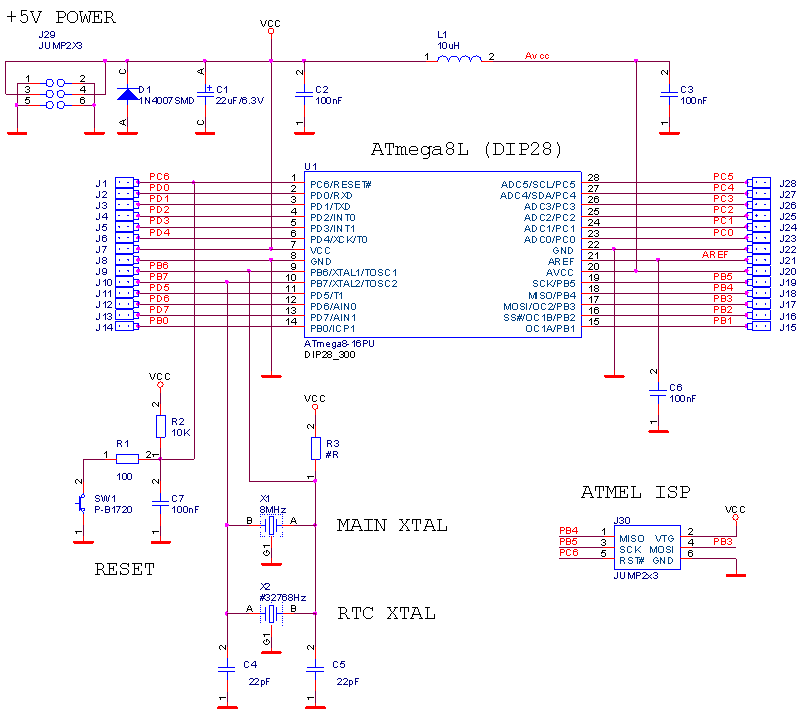 +5V POWER
J29
JUMP2X3
VCC
L1
10uH
1 2 Avcc
1 2
3 4
5 6
C
D1
1N4007SMD
A
A
+ C1
22uF/6.3V
C
2
C2
100nF
1
2
C3
100nF
1
ATmega8L (DIP28)
U1
J1 PC6 1 PC6/RESET# ADC5/SCL/PC5 28 PC5 J28
J2 PD0 2 PD0/RXD ADC4/SDA/PC4 27 PC4 J27
J3 PD1 3 PD1/TXD ADC3/PC3 26 PC3 J26
J4 PD2 4 PD2/INT0 ADC2/PC2 25 PC2 J25
J5 PD3 5 PD3/INT1 ADC1/PC1 24 PC1 J24
J6 PD4 6 PD4/XCK/T0 ADC0/PC0 23 PC0 J23
J7 7 VCC GND 22 J22
J8 8 GND AREF 21 AREF J21
J9 PB6 9 PB6/XTAL1/TOSC1 AVCC 20 J20
J10 PB7 10 PB7/XTAL2/TOSC2 SCK/PB5 19 PB5 J19
J11 PD5 11 PD5/T1 MISO/PB4 18 PB4 J18
J12 PD6 12 PD6/AIN0 MOSI/OC2/PB3 17 PB3 J17
J13 PD7 13 PD7/AIN1 SS#/OC1B/PB2 16 PB2 J16
J14 PB0 14 PB0/ICP1 OC1A/PB1 15 PB1 J15
ATmega8-16PU
DIP28_300
VCC
2
R2
10K
1
R1
1 2
100
2
SW1
P-B1720
1
2
C7
100nF
1
RESET
VCC
2
R3
#R
1
X1
8MHz
B A
G1
MAIN XTAL
X2
#32768Hz
A B
G1
RTC XTAL
2
C4
22pF
1
2
C5
22pF
1
2
C6
100nF
1
ATMEL ISP
J30
VCC
PB4 1 MISO VTG 2
PB5 3 SCK MOSI 4 PB3
PC6 5 RST# GND 6
JUMP2x3